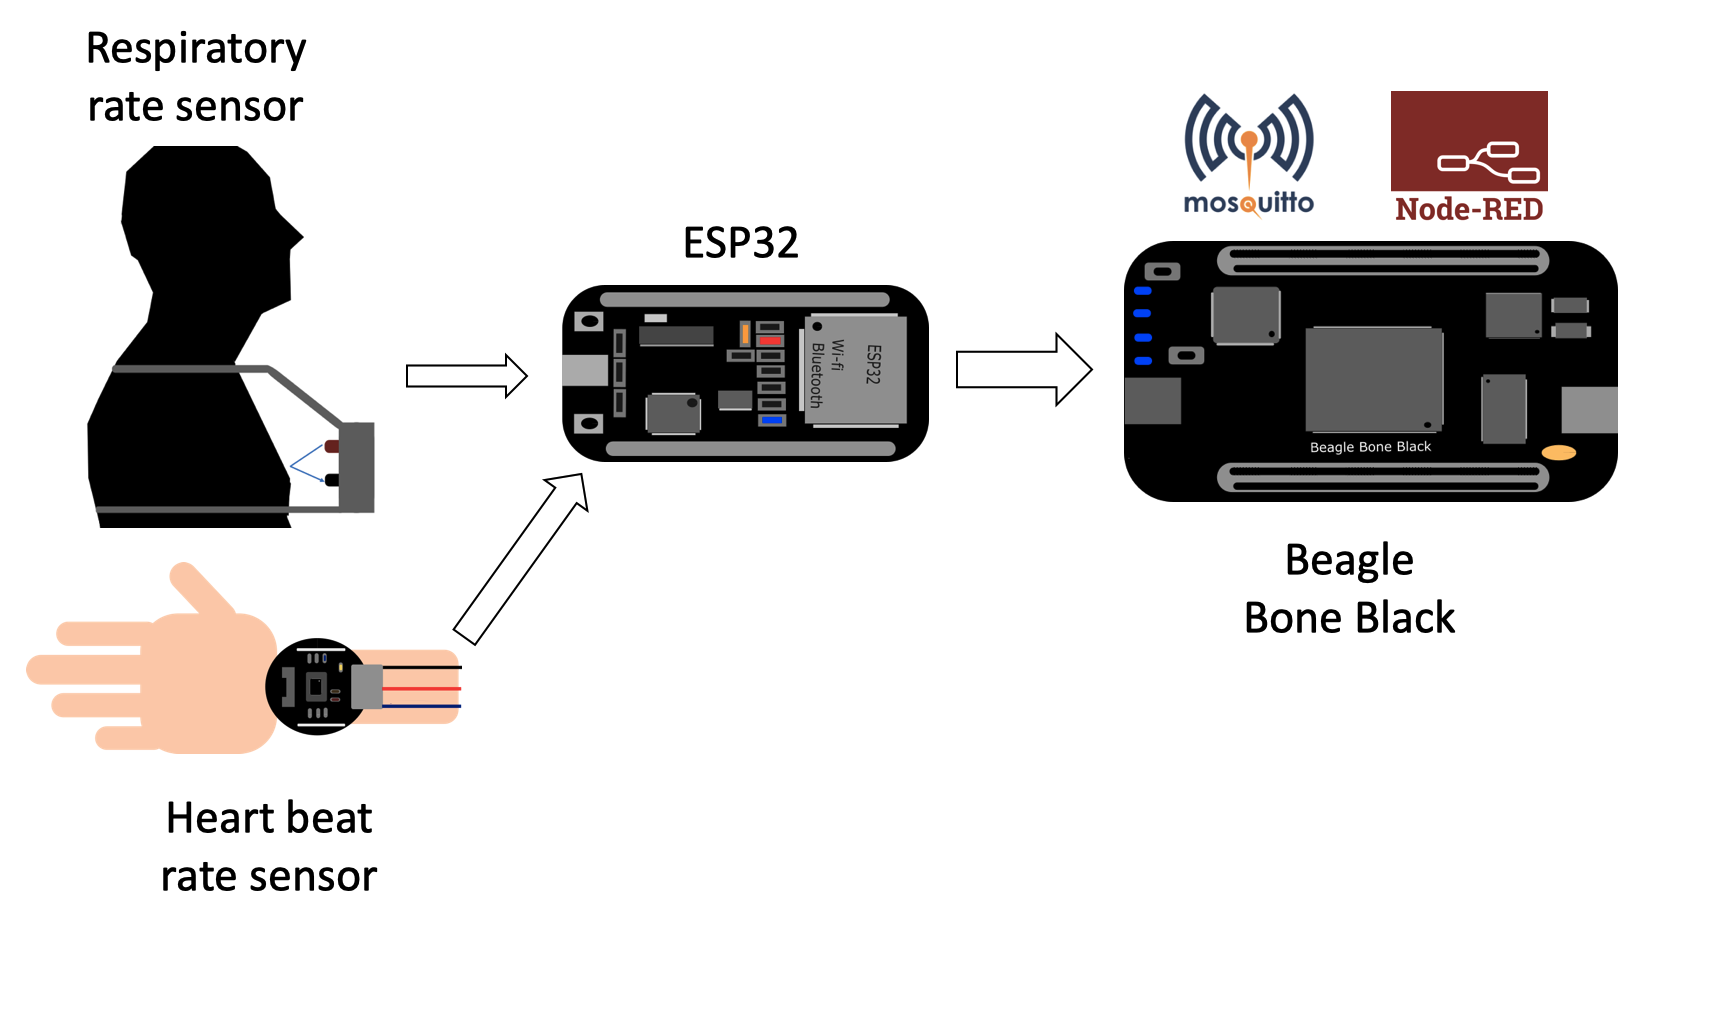 Respiratory
rate sensor
ESP32
ESP32
Wi-fi
Bluetooth
mosquitto
Node-RED
Beagle Bone Black
Beagle
Bone Black
Heart beat
rate sensor